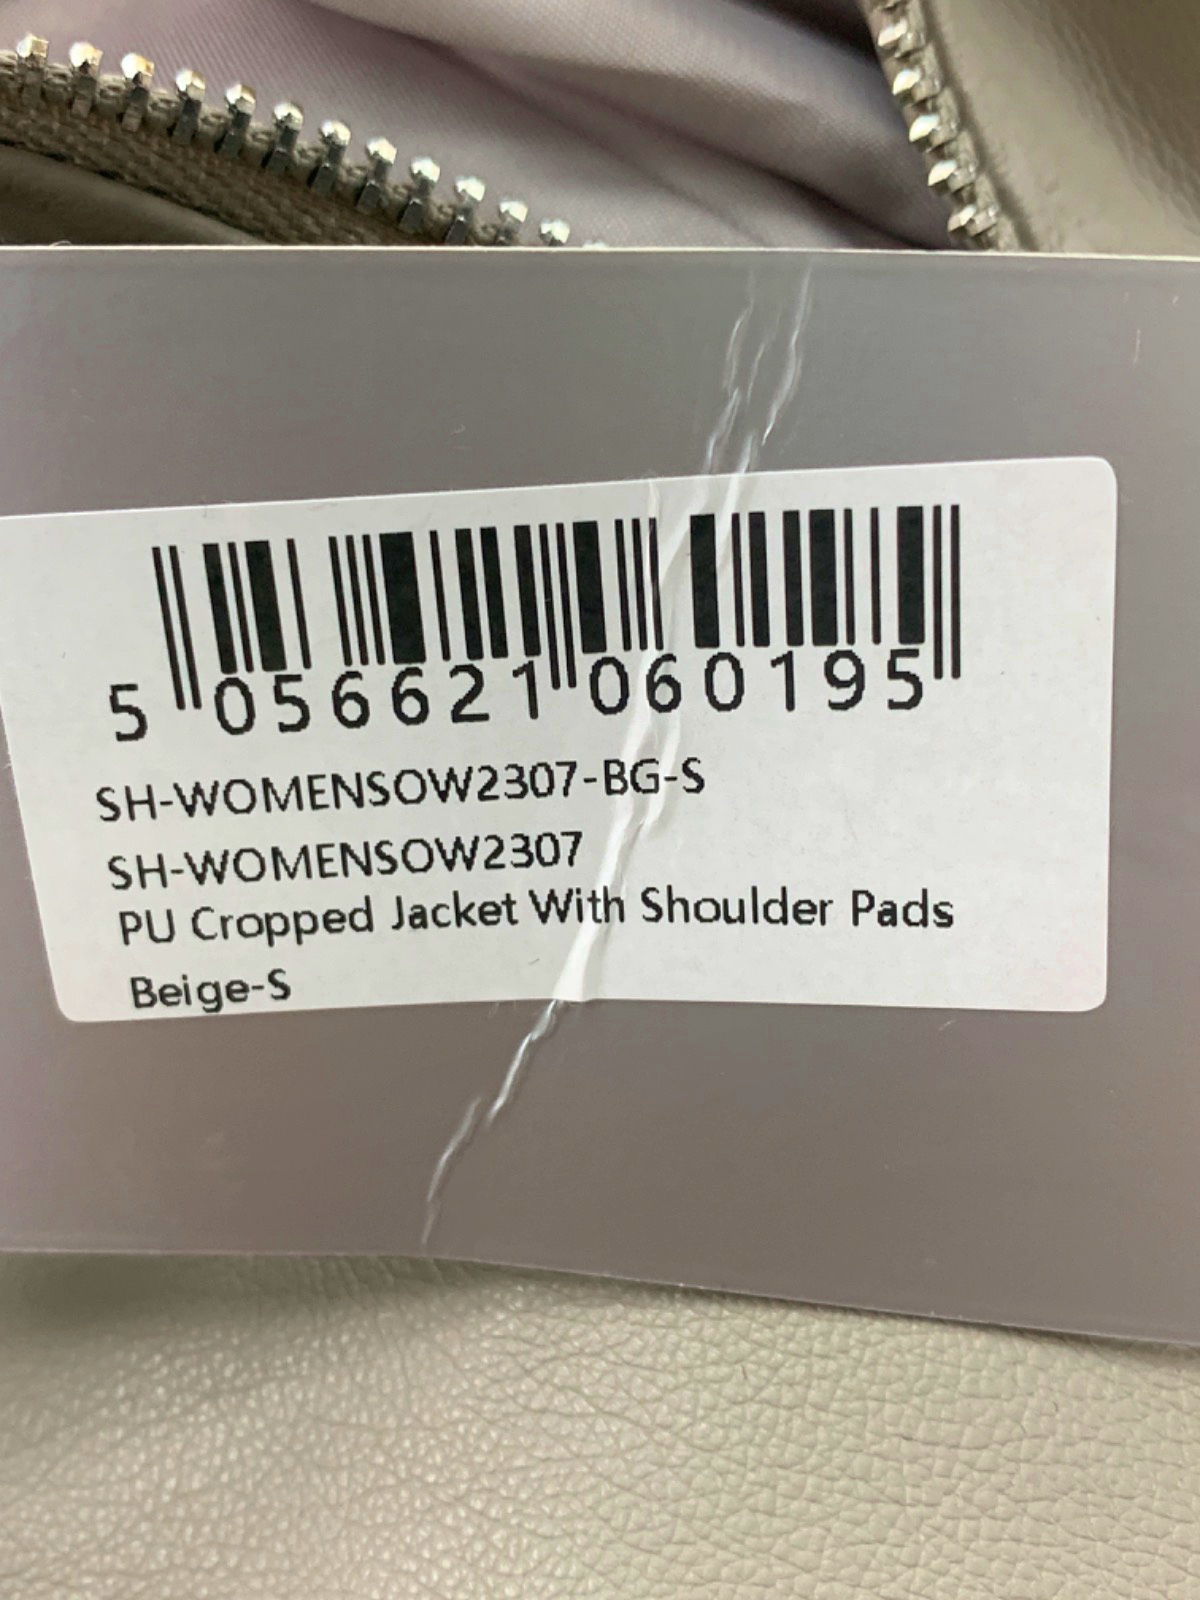 5 056621 060195
SH-WOMENSOW2307-BG-S
SH-WOMENSOW2307
PU Cropped Jacket With Shoulder Pads
Beige-S